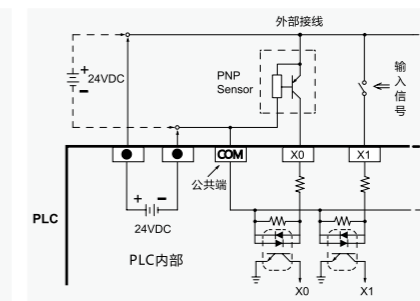 外部接线
+
24VDC
PNP
Sensor
输
入
信
号
COM
X0
X1
公共端
PLC
+
24VDC
PLC内部
X0
X1